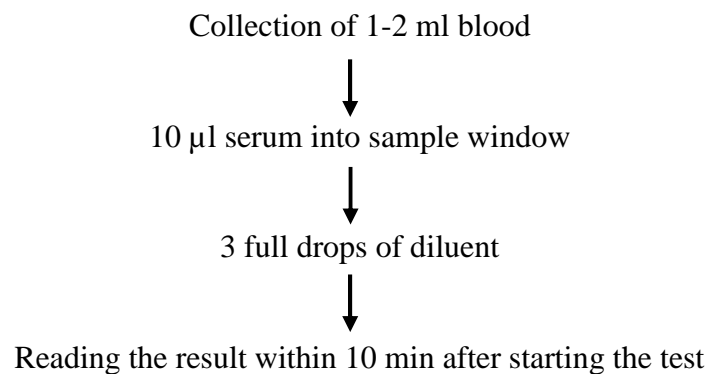 Collection of 1-2 ml blood
10 µl serum into sample window
3 full drops of diluent
Reading the result within 10 min after starting the test